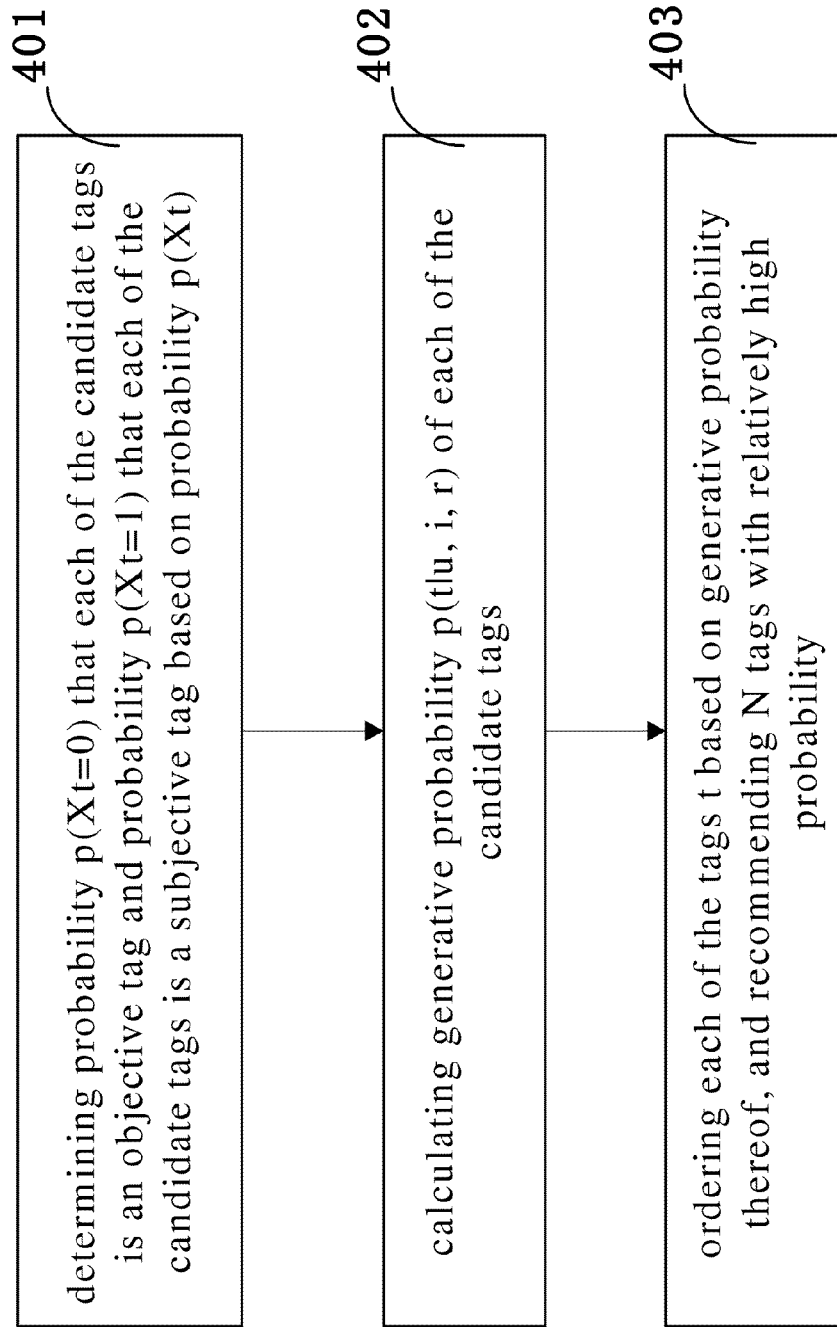 401
determining probability p(Xt=0) that each of the candidate tags
is an objective tag and probability p(Xt=1) that each of the
candidate tags is a subjective tag based on probability p(Xt)
402
calculating generative probability p(t|u, i, r) of each of the
candidate tags
403
ordering each of the tags t based on generative probability
thereof, and recommending N tags with relatively high
probability